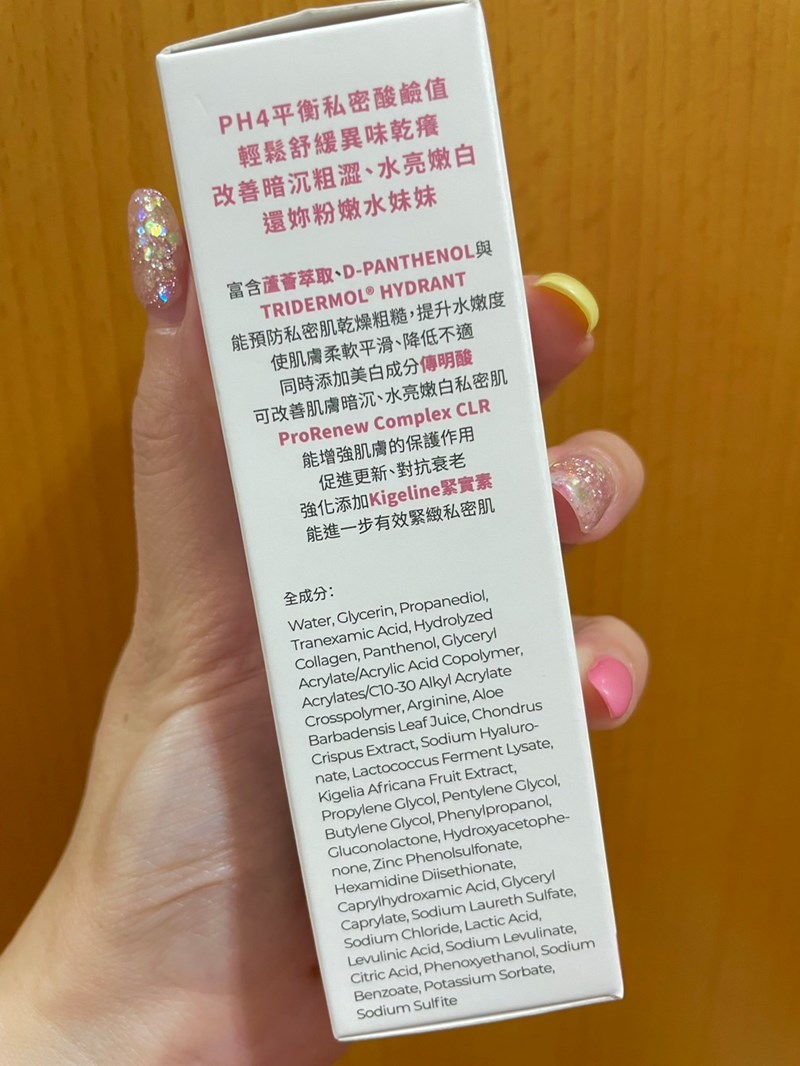 PH4平衡私密酸鹼值
輕鬆舒緩異味乾癢
改善暗沉粗澀、水亮嫩白
還妳粉嫩水妹妹
富含蘆薈萃取、D-PANTHENOL與
TRIDERMOL® HYDRANT
能預防私密肌乾燥粗糙，提升水嫩度
使肌膚柔軟平滑、降低不適
同時添加美白成分傳明酸
可改善肌膚暗沉、水亮嫩白私密肌
ProRenew Complex CLR
能增強肌膚的保護作用
促進更新、對抗衰老
強化添加Kigeline緊實素
能進一步有效緊緻私密肌
全成分：
Water, Glycerin, Propanediol,
Tranexamic Acid, Hydrolyzed
Collagen, Panthenol, Glyceryl
Acrylate/Acrylic Acid Copolymer,
Acrylates/C10-30 Alkyl Acrylate
Crosspolymer, Arginine, Aloe
Barbadensis Leaf Juice, Chondrus
Crispus Extract, Sodium Hyaluro-
nate, Lactococcus Ferment Lysate,
Kigelia Africana Fruit Extract,
Propylene Glycol, Pentylene Glycol,
Butylene Glycol, Phenylpropanol,
Gluconolactone, Hydroxyacetophe-
none, Zinc Phenolsulfonate,
Hexamidine Diisethionate,
Caprylhydroxamic Acid, Glyceryl
Caprylate, Sodium Laureth Sulfate,
Sodium Chloride, Lactic Acid,
Levulinic Acid, Sodium Levulinate,
Citric Acid, Phenoxyethanol, Sodium
Benzoate, Potassium Sorbate,
Sodium Sulfite